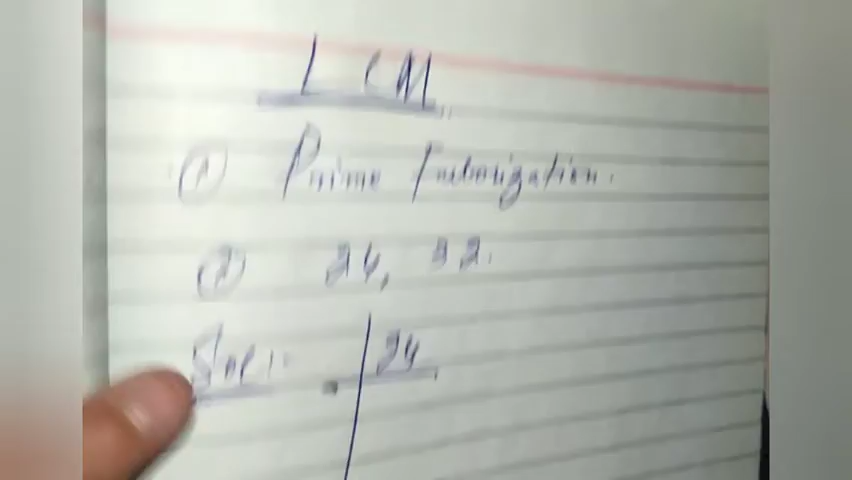 LCM
① Prime Factorization.
② 24, 32.
Sol:- 24